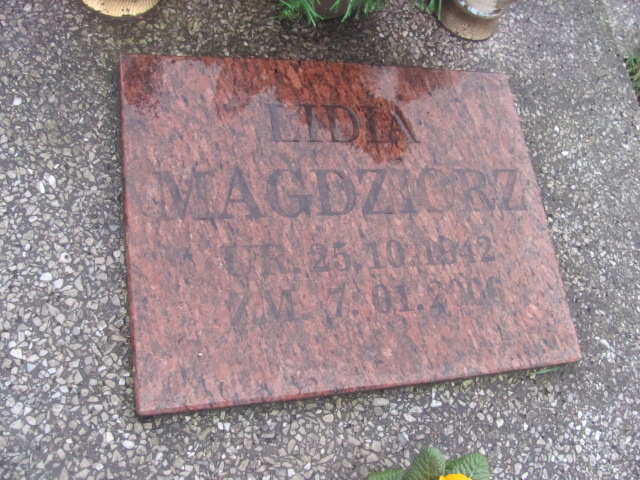 LIDIA
MAGDZIORZ
UR. 25.10.1942
ZM. 7.01.2006